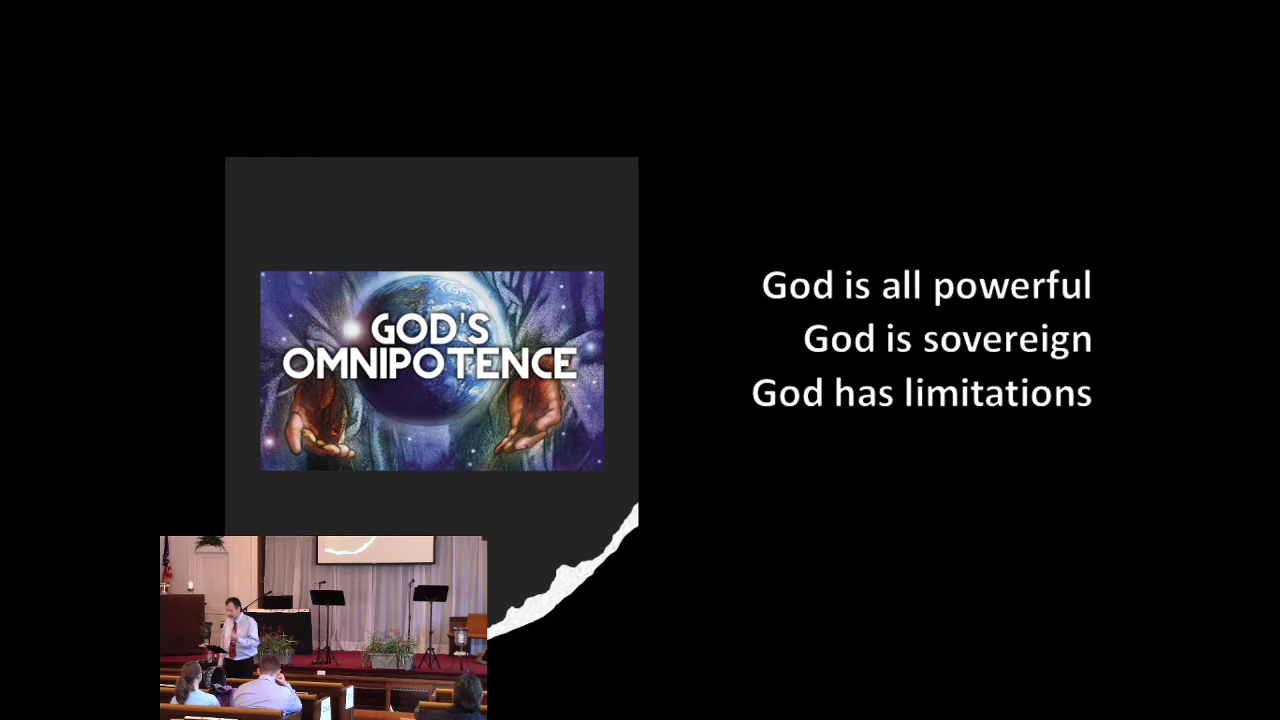 GOD'S
OMNIPOTENCE
God is all powerful
God is sovereign
God has limitations